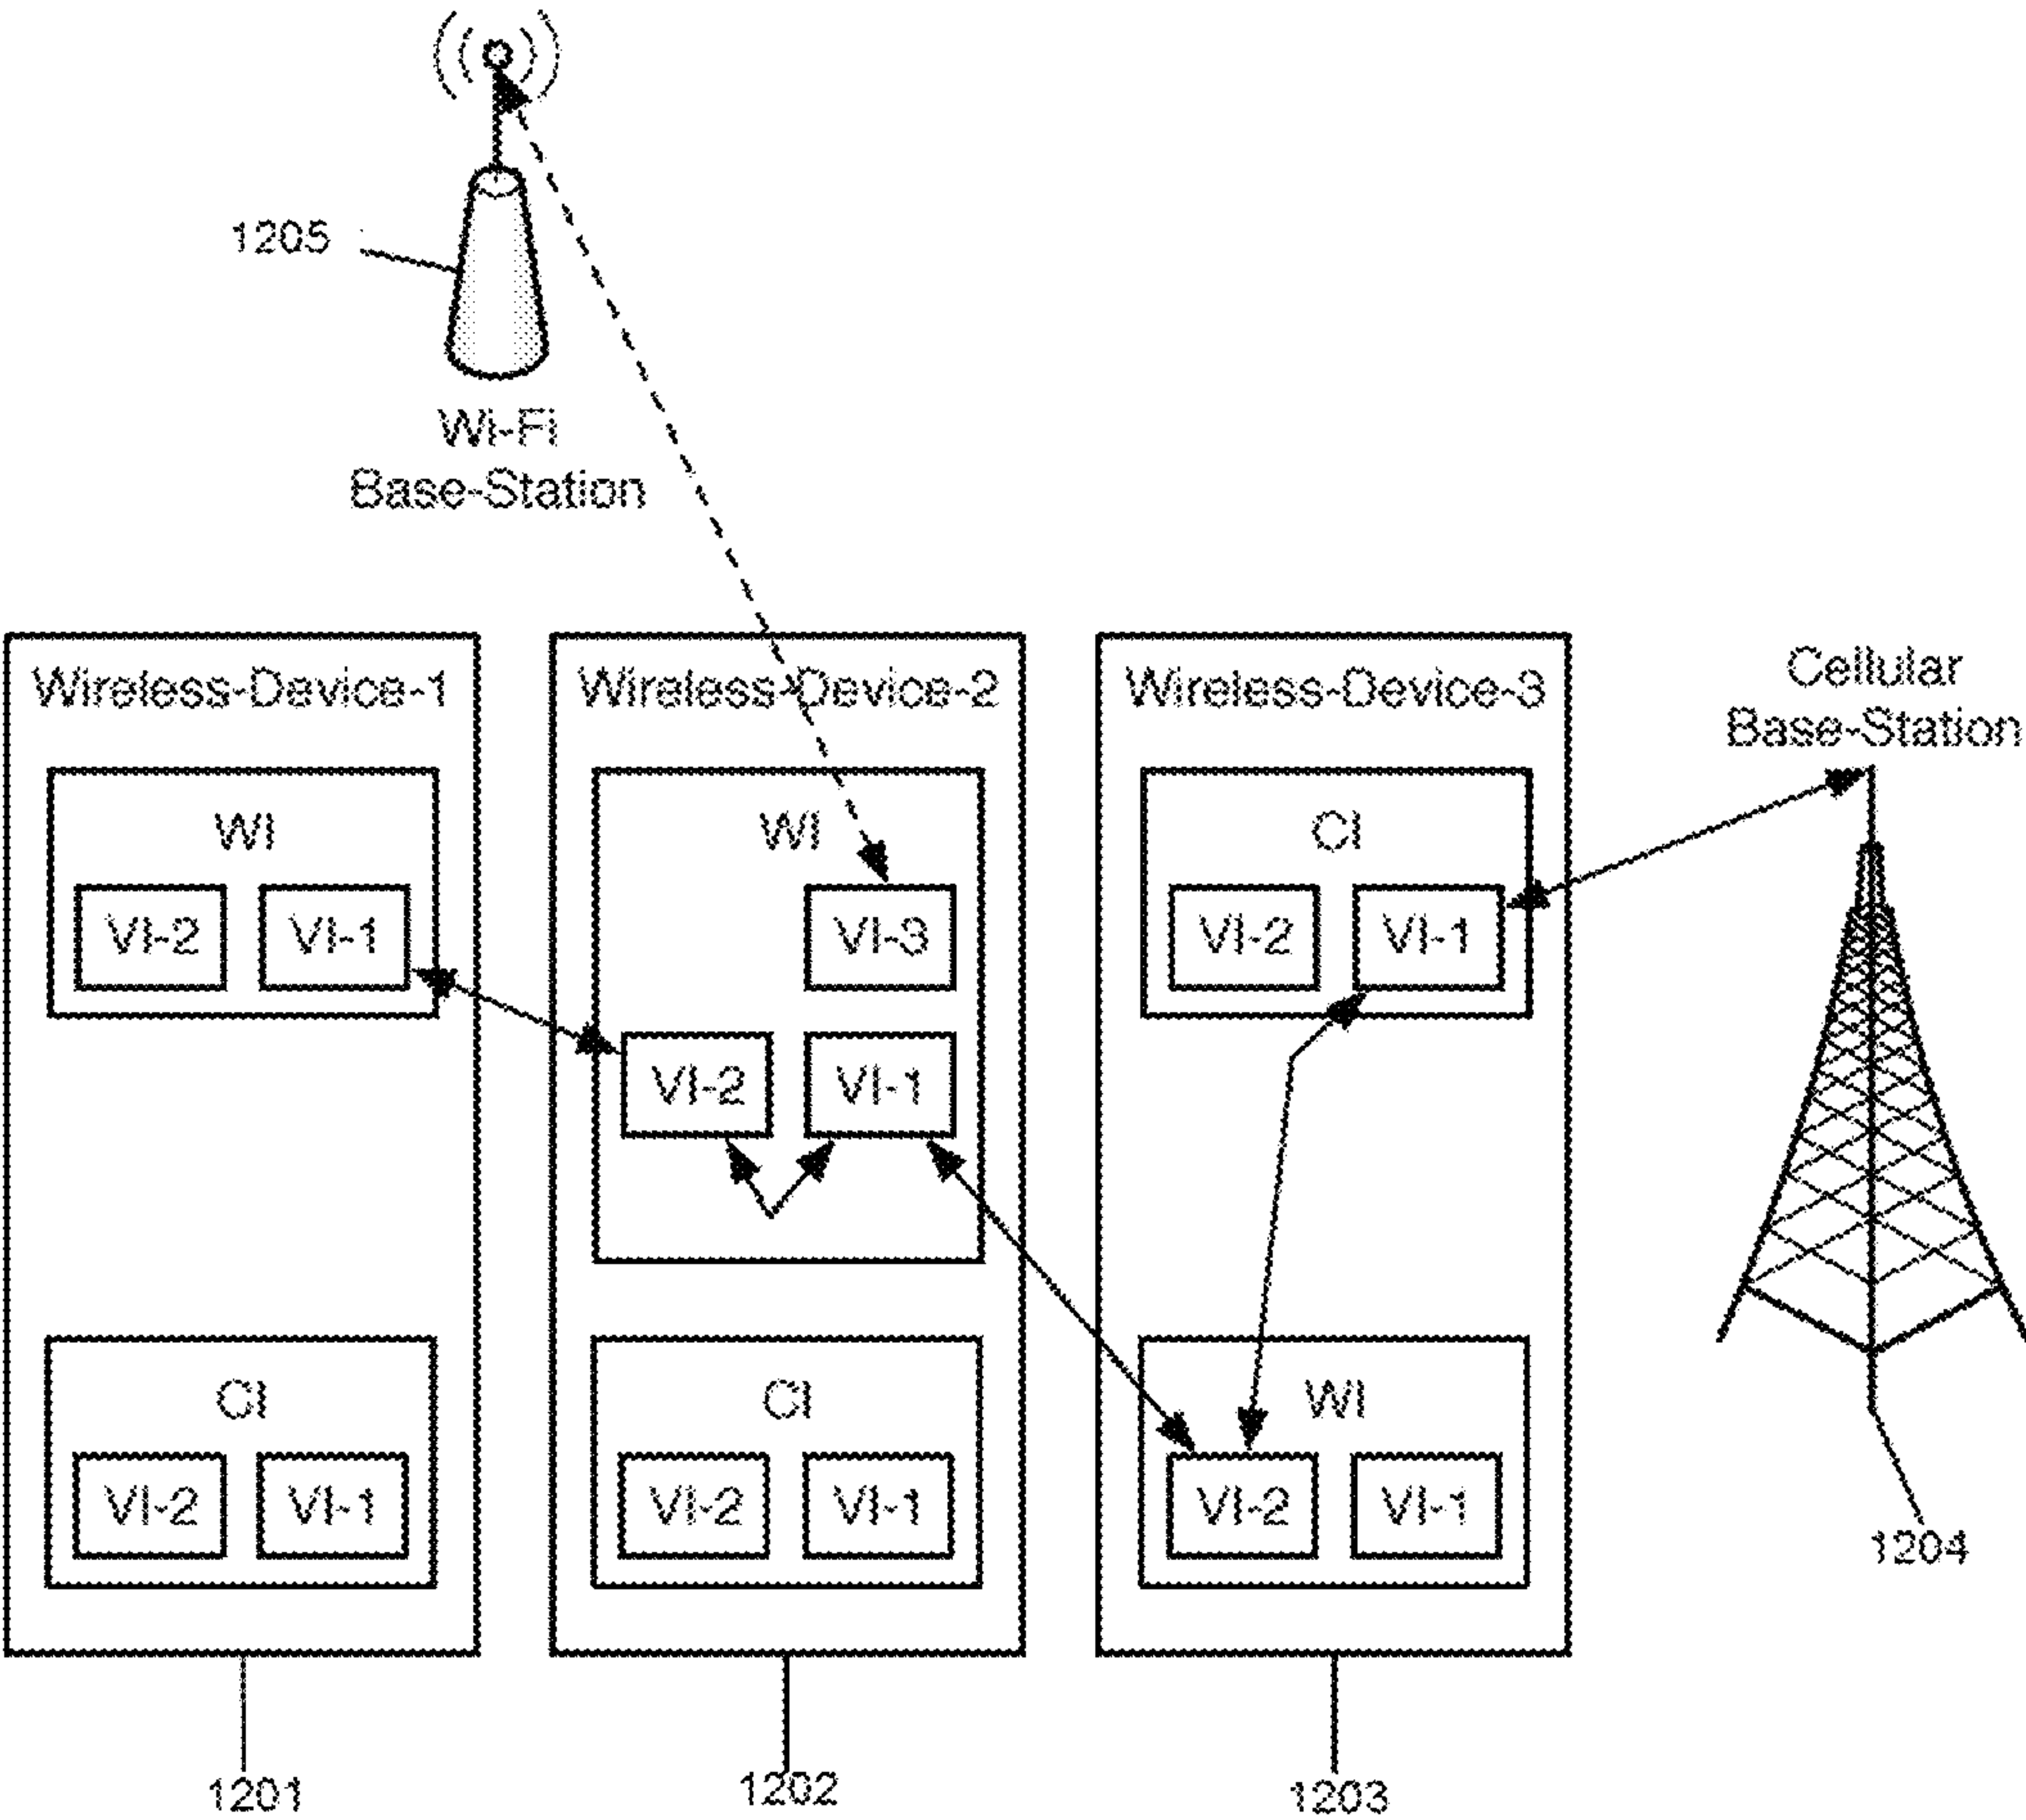 1205
Wi-Fi
Base-Station
Wireless-Device-1
Wireless-Device-2
Wireless-Device-3
Cellular
Base-Station
WI
VI-2
VI-1
WI
VI-3
VI-2
VI-1
CI
VI-2
VI-1
CI
VI-2
VI-1
CI
VI-2
VI-1
WI
VI-2
VI-1
1204
1201
1202
1203